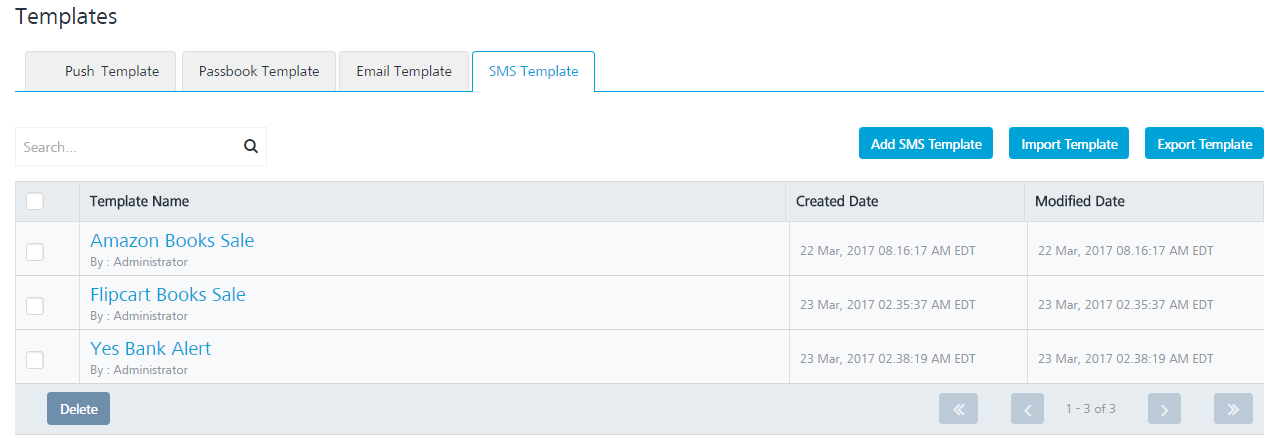 Templates
Push Template Passbook Template Email Template SMS Template
Search... Add SMS Template Import Template Export Template
Template Name Created Date Modified Date
Amazon Books Sale
By : Administrator 22 Mar, 2017 08.16:17 AM EDT 22 Mar, 2017 08.16:17 AM EDT
Flipcart Books Sale
By : Administrator 23 Mar, 2017 02.35:37 AM EDT 23 Mar, 2017 02.35:37 AM EDT
Yes Bank Alert
By : Administrator 23 Mar, 2017 02.38:19 AM EDT 23 Mar, 2017 02.38:19 AM EDT
Delete 1 - 3 of 3